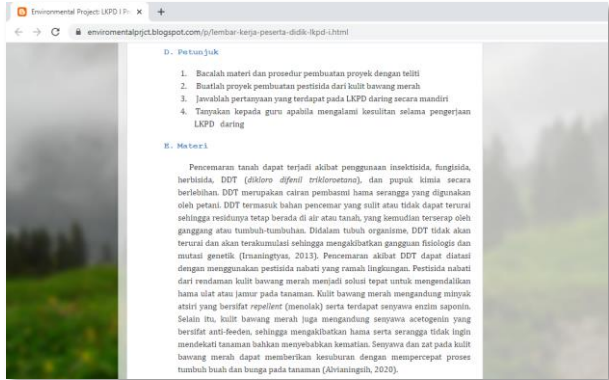 Environmental Project: LKPD I Pr
enviromentalprjct.blogspot.com/p/lembar-kerja-peserta-didik-lkpd-i.html
D. Petunjuk
1. Bacalah materi dan prosedur pembuatan proyek dengan teliti
2. Buatlah proyek pembuatan pestisida dari kulit bawang merah
3. Jawablah pertanyaan yang terdapat pada LKPD daring secara mandiri
4. Tanyakan kepada guru apabila mengalami kesulitan selama pengerjaan
LKPD daring
E. Materi
Pencemaran tanah dapat terjadi akibat penggunaan insektisida, fungisida,
herbisida, DDT (dikloro difenil trikloroetana), dan pupuk kimia secara
berlebihan. DDT merupakan cairan pembasmi hama serangga yang digunakan
oleh petani. DDT termasuk bahan pencemar yang sulit atau tidak dapat terurai
sehingga residunya tetap berada di air atau tanah, yang kemudian terserap oleh
ganggang atau tumbuh-tumbuhan. Didalam tubuh organisme, DDT tidak akan
terurai dan akan terakumulasi sehingga mengakibatkan gangguan fisiologis dan
mutasi genetik (Irnaningtyas, 2013). Pencemaran akibat DDT dapat diatasi
dengan menggunakan pestisida nabati yang ramah lingkungan. Pestisida nabati
dari rendaman kulit bawang merah menjadi solusi tepat untuk mengendalikan
hama ulat atau jamur pada tanaman. Kulit bawang merah mengandung minyak
atsiri yang bersifat repellent (menolak) serta terdapat senyawa enzim saponin.
Selain itu, kulit bawang merah juga mengandung senyawa acetogenin yang
bersifat anti-feeden, sehingga mengakibatkan hama serta serangga tidak ingin
mendekati tanaman bahkan menyebabkan kematian. Senyawa dan zat pada kulit
bawang merah dapat memberikan kesuburan dengan mempercepat proses
tumbuh buah dan bunga pada tanaman (Alvianingsih, 2020).